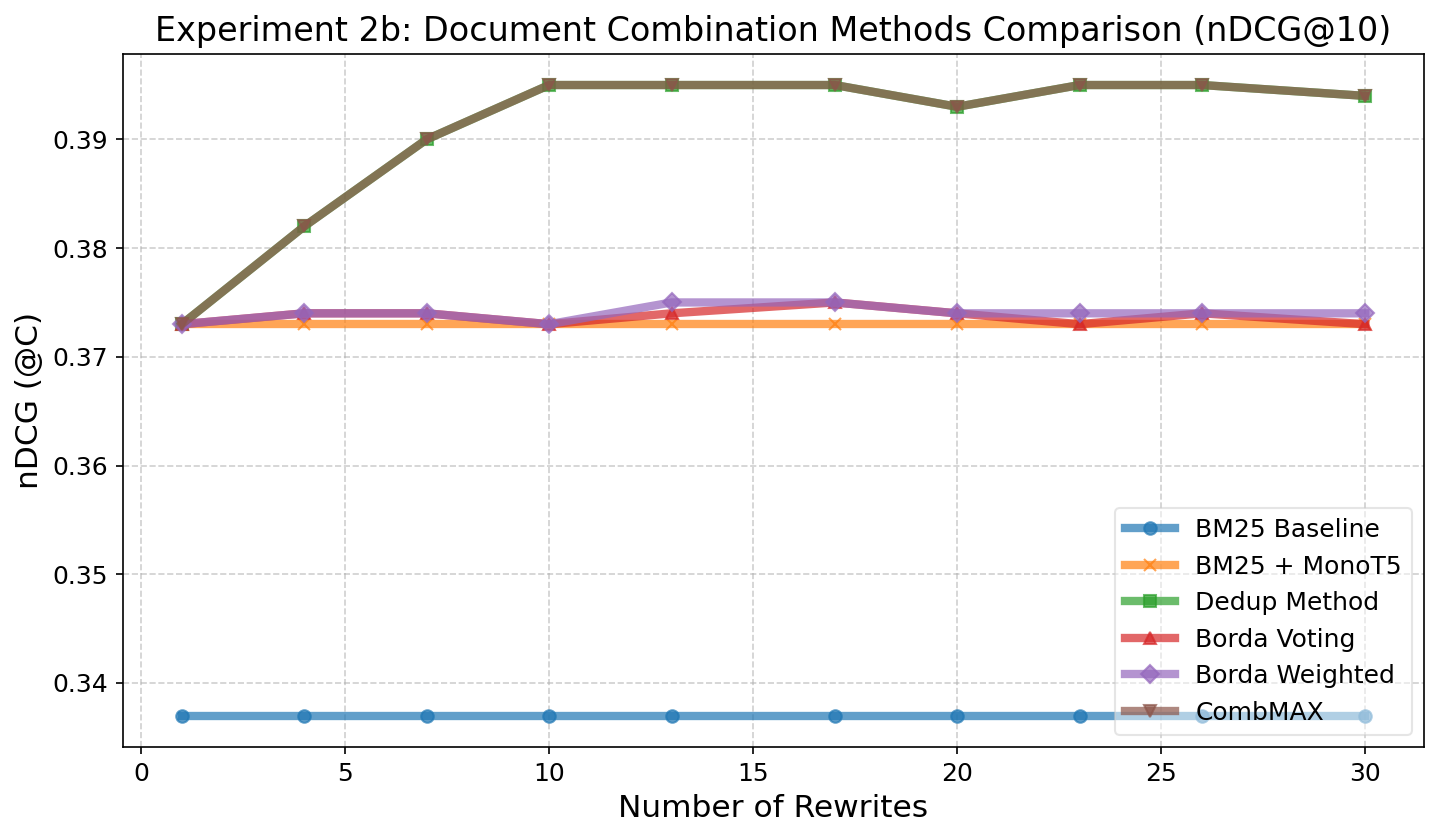 Experiment 2b: Document Combination Methods Comparison (nDCG@10)
nDCG (@C)
0.39
0.38
0.37
0.36
0.35
0.34
BM25 Baseline
BM25 + MonoT5
Dedup Method
Borda Voting
Borda Weighted
CombMAX
0 5 10 15 20 25 30
Number of Rewrites